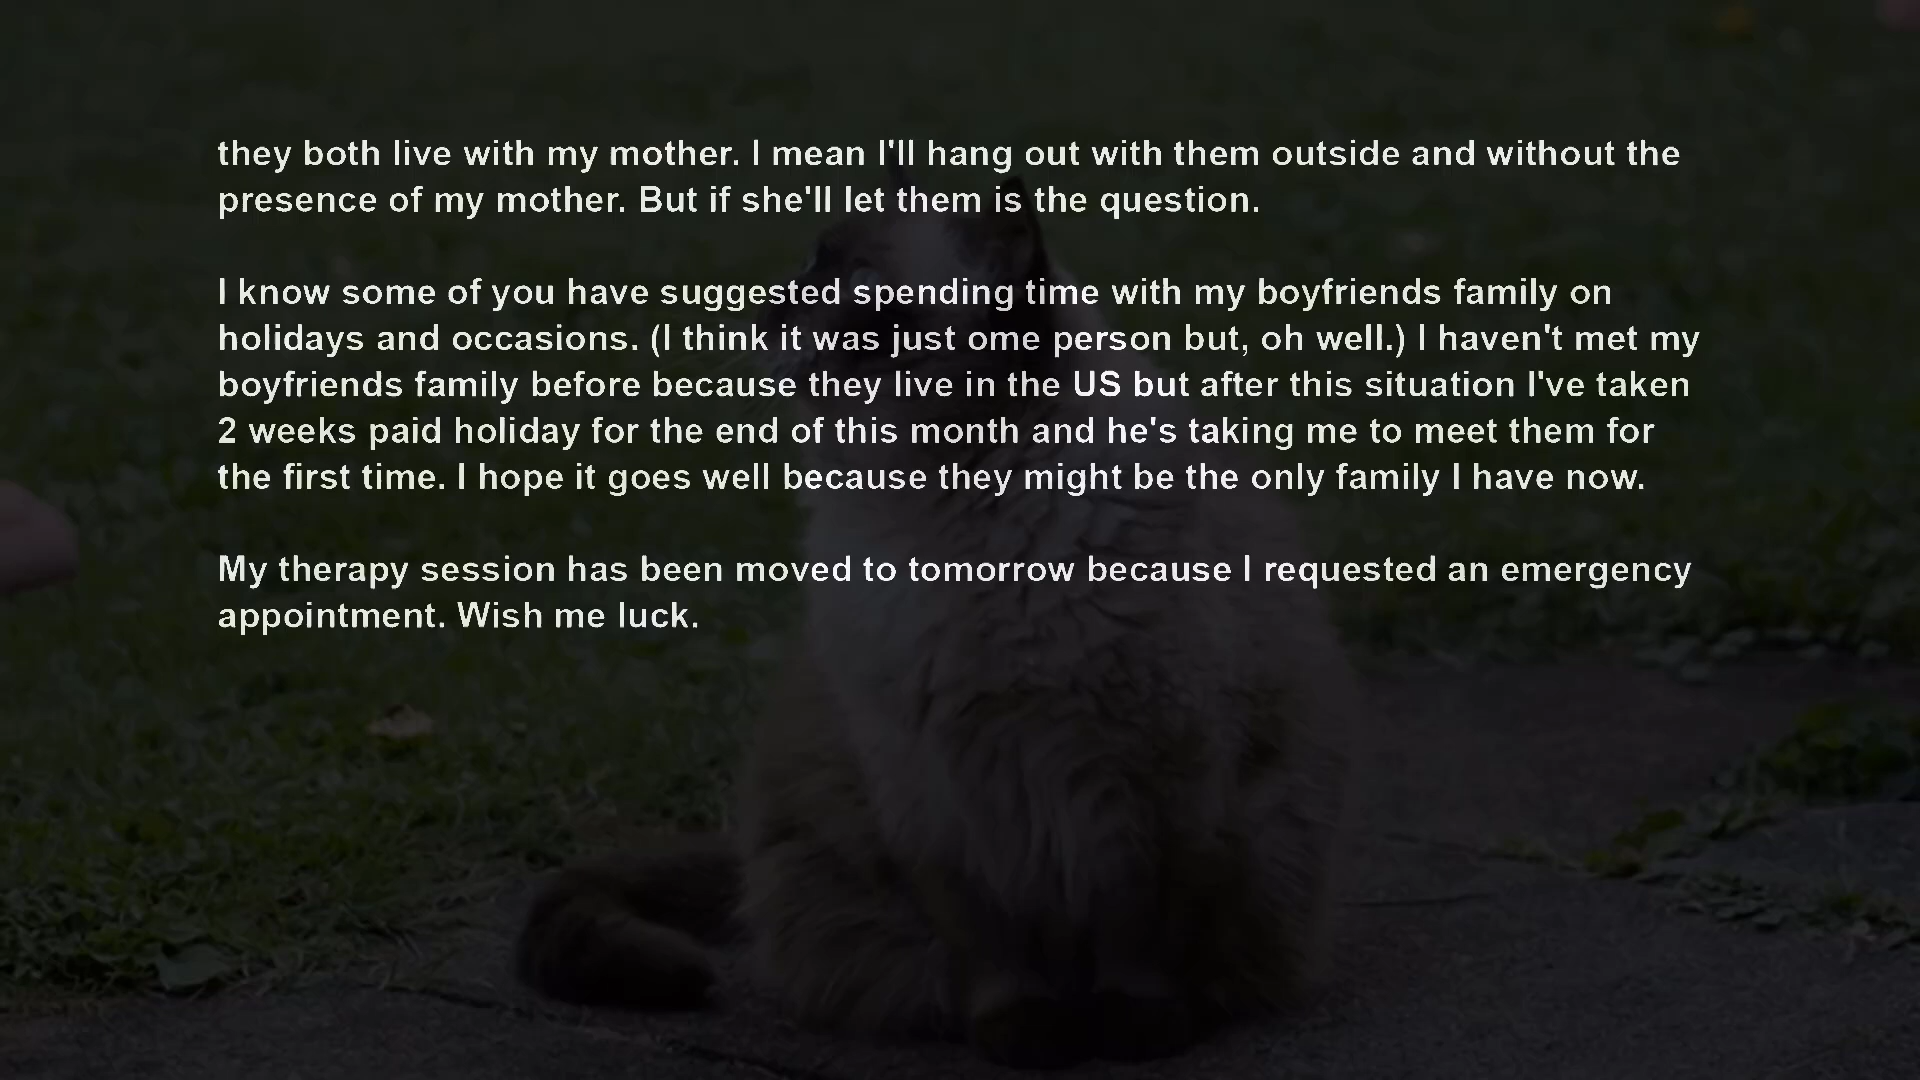 they both live with my mother. I mean I'll hang out with them outside and without the
presence of my mother. But if she'll let them is the question.
I know some of you have suggested spending time with my boyfriends family on
holidays and occasions. (I think it was just ome person but, oh well.) I haven't met my
boyfriends family before because they live in the US but after this situation I've taken
2 weeks paid holiday for the end of this month and he's taking me to meet them for
the first time. I hope it goes well because they might be the only family I have now.
My therapy session has been moved to tomorrow because I requested an emergency
appointment. Wish me luck.